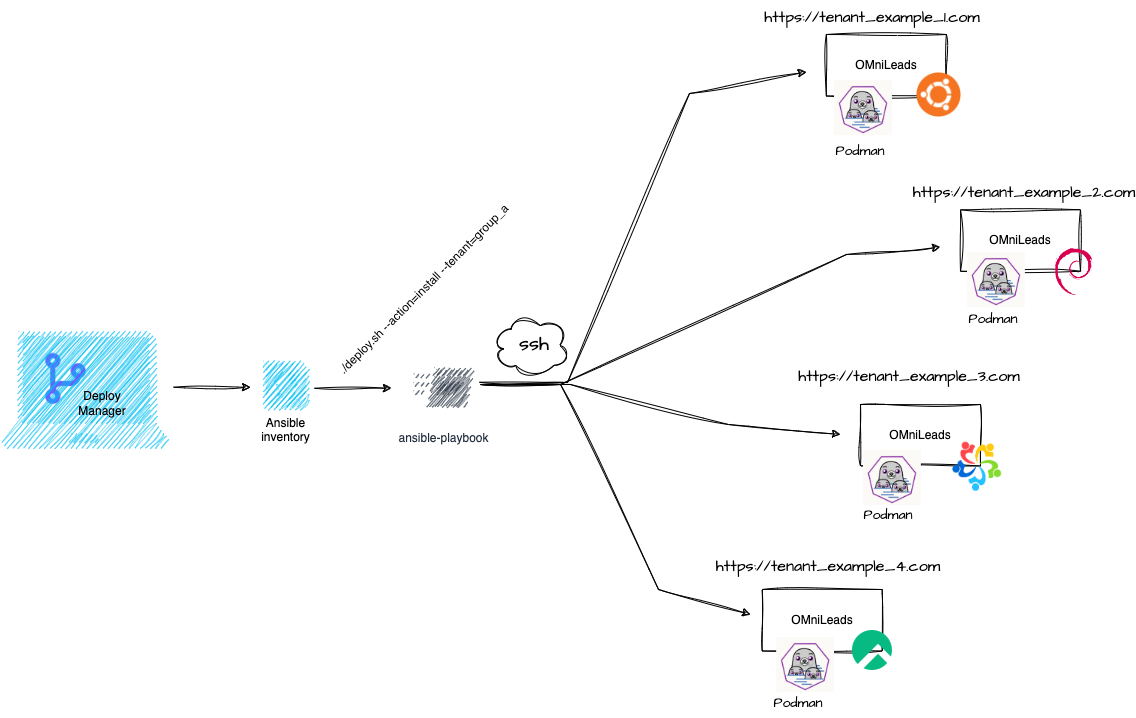 https://tenant_example_1.com
OMniLeads
Podman
https://tenant_example_2.com
OMniLeads
Podman
./deploy.sh --action=install --tenant=group_a
ssh
Deploy
Manager
Ansible
inventory
ansible-playbook
https://tenant_example_3.com
OMniLeads
Podman
https://tenant_example_4.com
OMniLeads
Podman